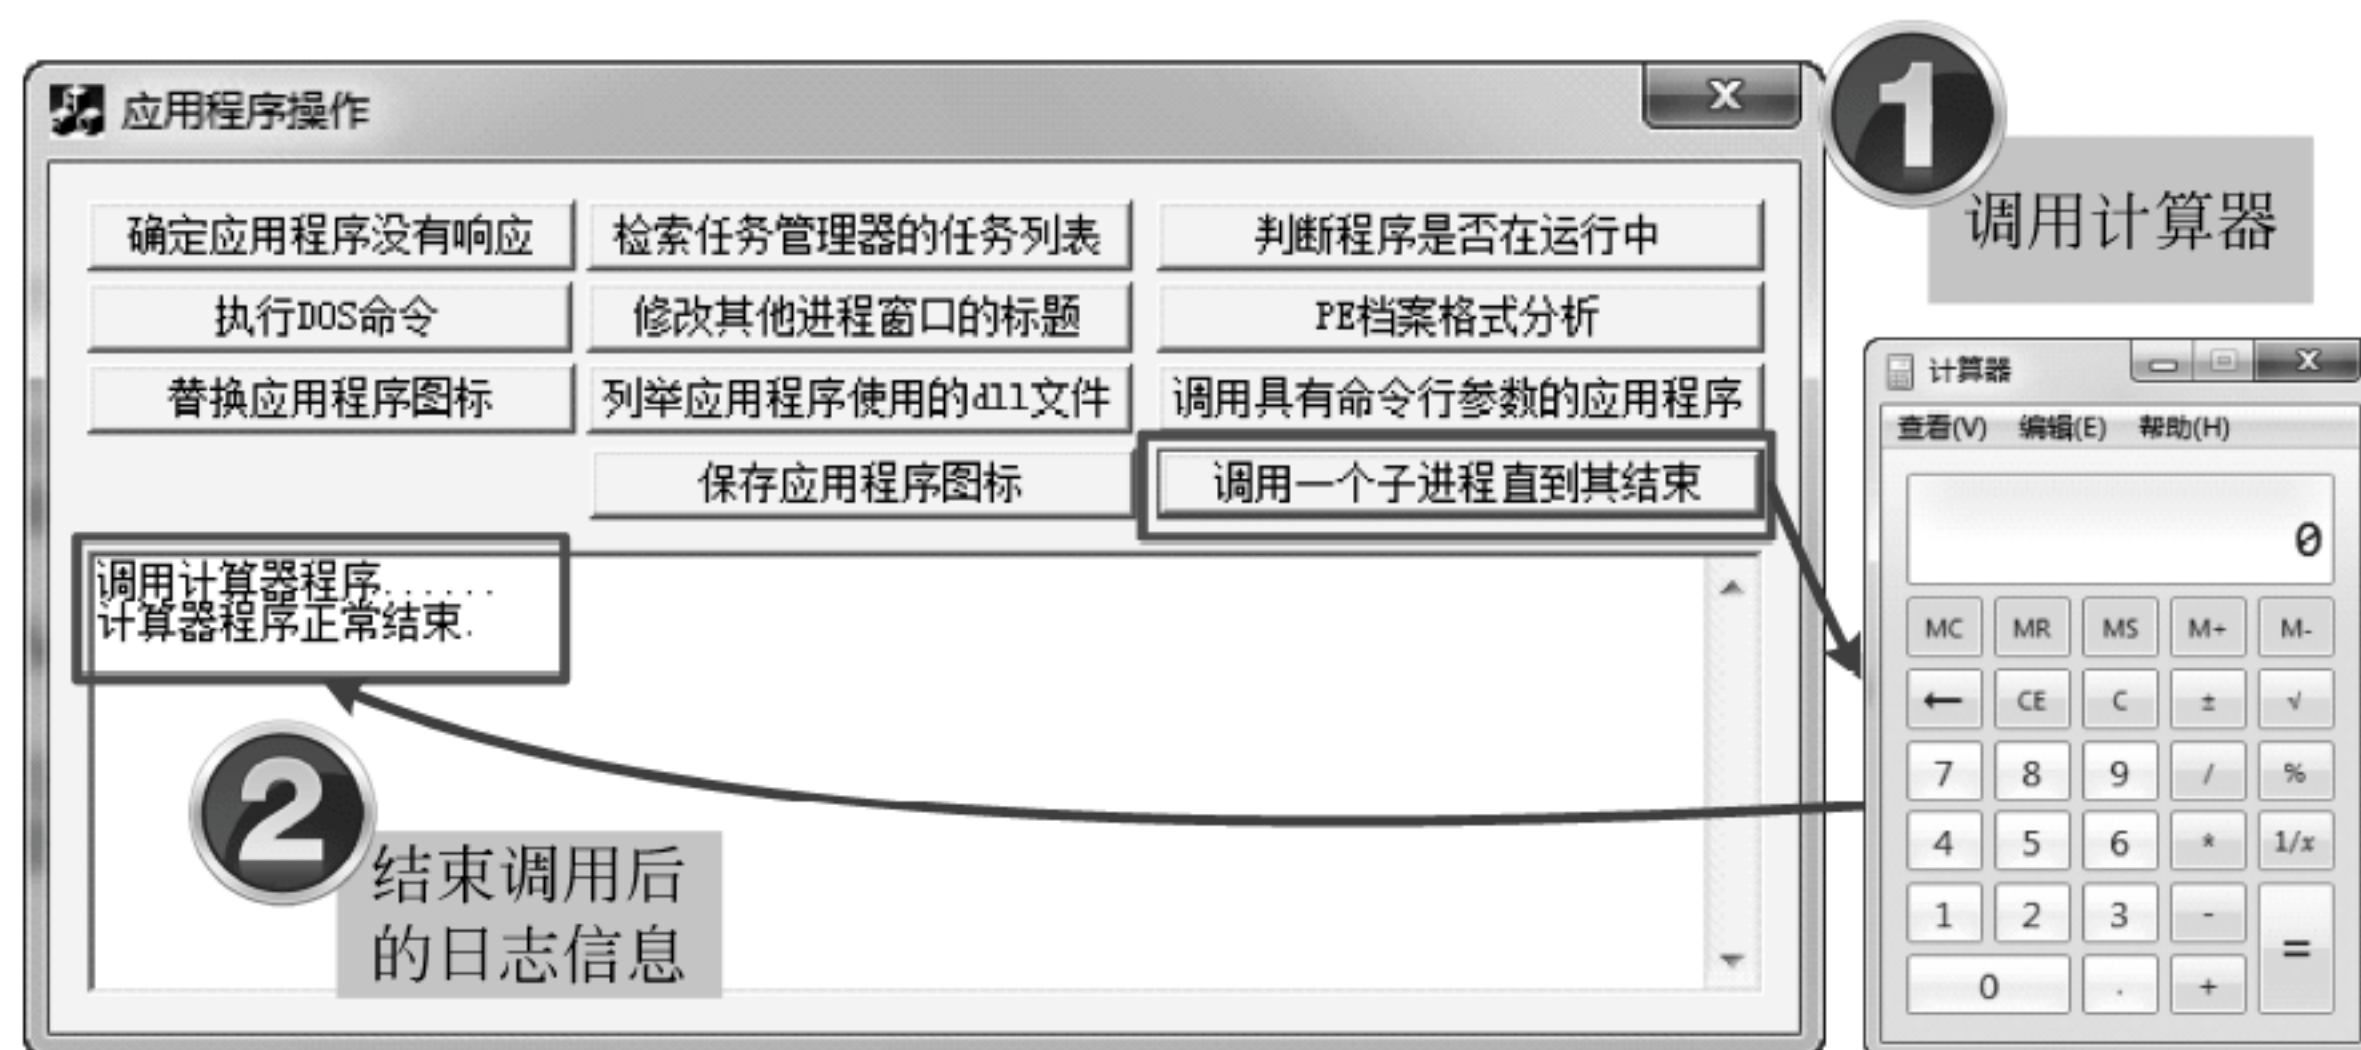 应用程序操作
X
1
调用计算器
确定应用程序没有响应
检索任务管理器的任务列表
判断程序是否在运行中
执行DOS命令
修改其他进程窗口的标题
PE档案格式分析
替换应用程序图标
列举应用程序使用的dll文件
调用具有命令行参数的应用程序
保存应用程序图标
调用一个子进程直到其结束
调用计算器程序......
计算器程序正常结束.
2
结束调用后
的日志信息
计算器
X
查看(V) 编辑(E) 帮助(H)
0
MC MR MS M+ M-
← CE C ± √
7 8 9 / %
4 5 6 * 1/x
1 2 3 - =
0 . +